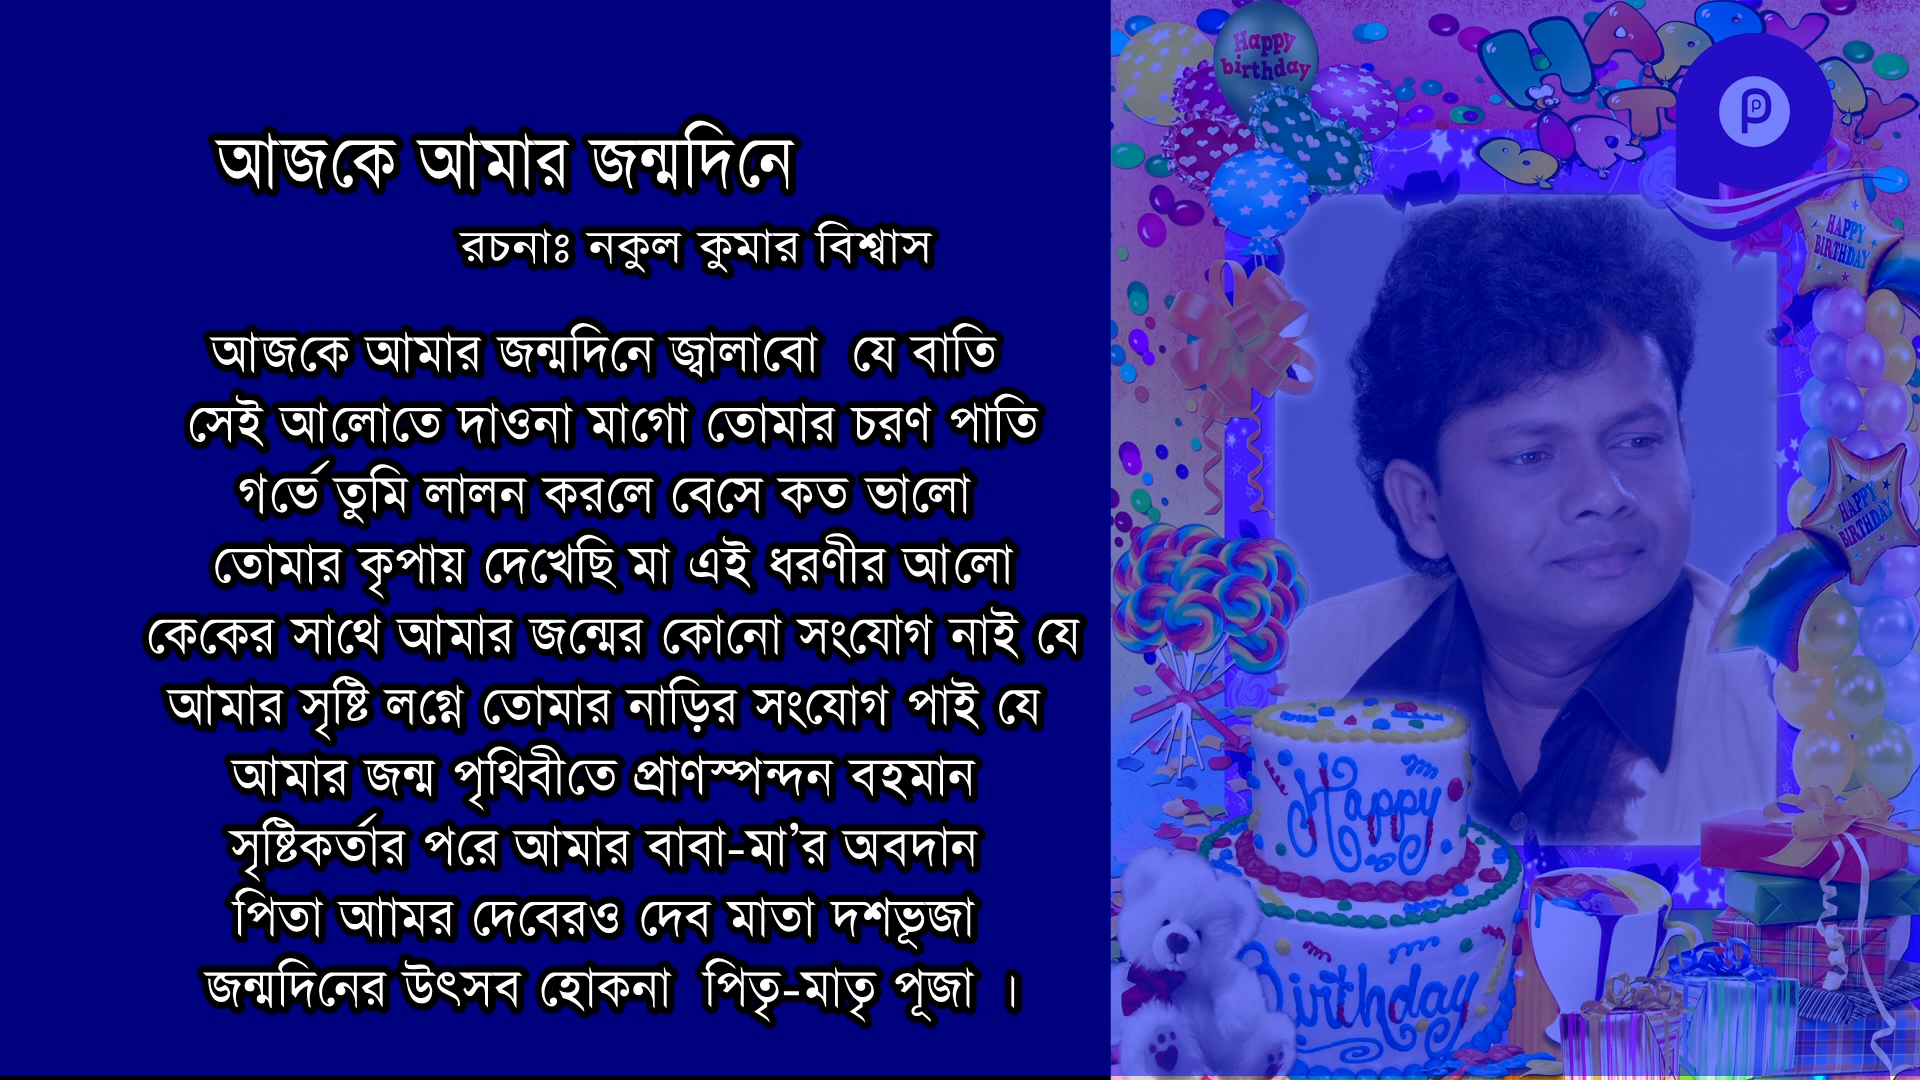 আজকে আমার জন্মদিনে
রচনাঃ নকুল কুমার বিশ্বাস
আজকে আমার জন্মদিনে জ্বালাবো যে বাতি
সেই আলোতে দাওনা মাগো তোমার চরণ পাতি
গর্ভে তুমি লালন করলে বেসে কত ভালো
তোমার কৃপায় দেখেছি মা এই ধরণীর আলো
কেকের সাথে আমার জন্মের কোনো সংযোগ নাই যে
আমার সৃষ্টি লগ্নে তোমার নাড়ির সংযোগ পাই যে
আমার জন্ম পৃথিবীতে প্রাণস্পন্দন বহমান
সৃষ্টিকর্তার পরে আমার বাবা-মা’র অবদান
পিতা আামর দেবেরও দেব মাতা দশভূজা
জন্মদিনের উৎসব হোকনা পিতৃ-মাতৃ পূজা ।
Happy
birthday
HAPPY
BIRTHDAY
HAPPY
BIRTHDAY
Happy
Birthday